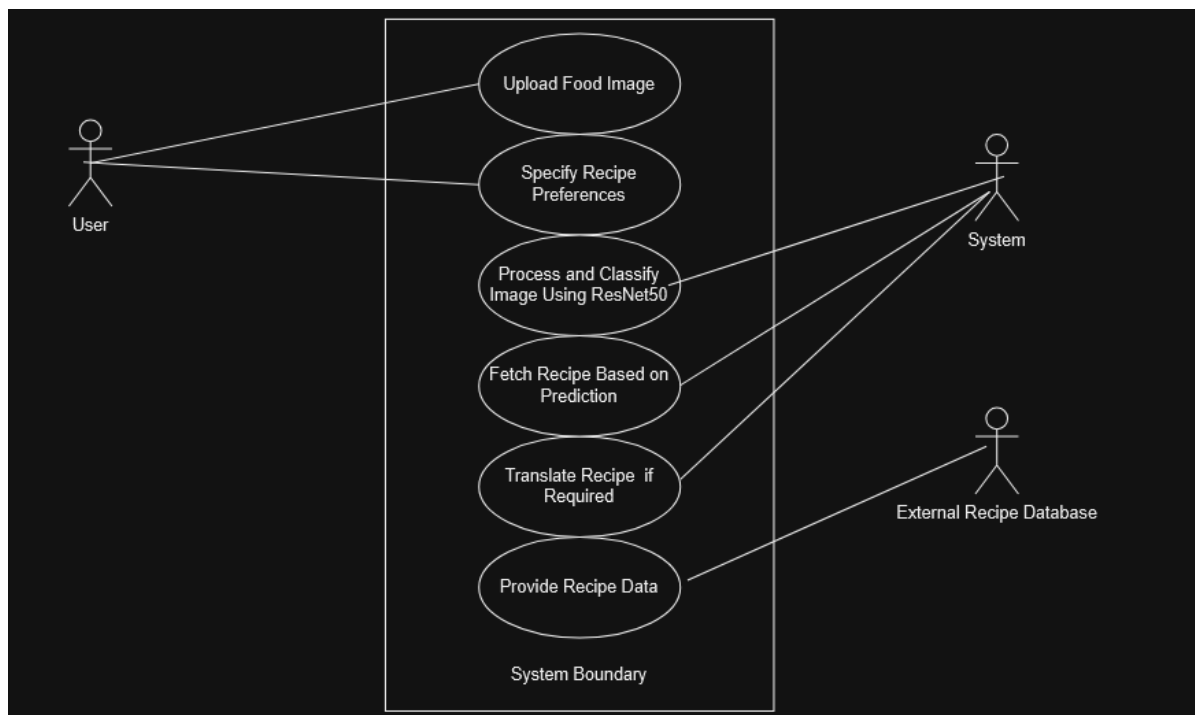 Upload Food Image
Specify Recipe
Preferences
User
Process and Classify
Image Using ResNet50
System
Fetch Recipe Based on
Prediction
Translate Recipe if
Required
External Recipe Database
Provide Recipe Data
System Boundary